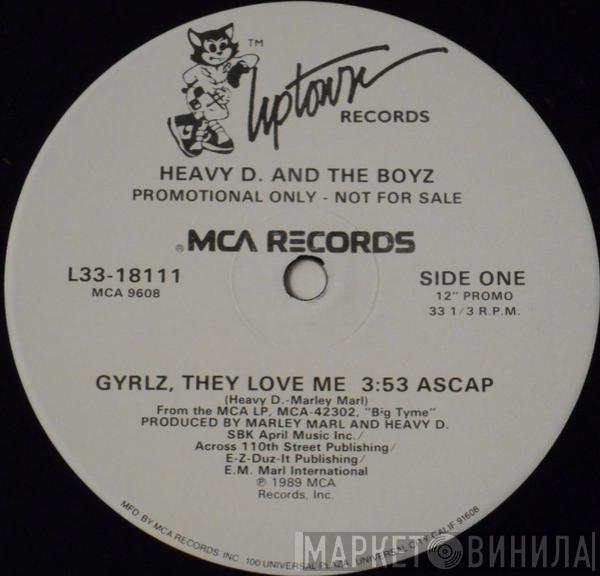 TM
Uptown
RECORDS
HEAVY D. AND THE BOYZ
PROMOTIONAL ONLY - NOT FOR SALE
® MCA RECORDS
L33-18111
MCA 9608
SIDE ONE
12" PROMO
33 1/3 R.P.M.
GYRLZ, THEY LOVE ME 3:53 ASCAP
(Heavy D.-Marley Marl)
From the MCA LP, MCA-42302, "Big Tyme"
PRODUCED BY MARLEY MARL AND HEAVY D.
SBK April Music Inc./
Across 110th Street Publishing/
E-Z-Duz-It Publishing/
E.M. Marl International
℗ 1989 MCA
Records, Inc.
MFD BY MCA RECORDS, INC., 100 UNIVERSAL PLAZA, UNIVERSAL CITY, CALIF 91608
МАРКЕТ ВИНИЛА